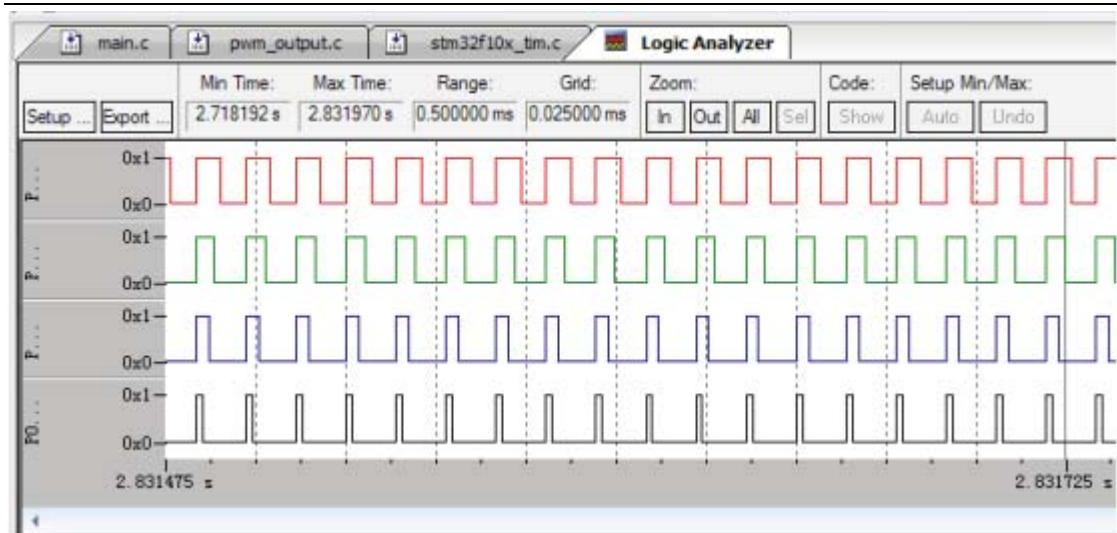 main.c pwm_output.c stm32f10x_tim.c Logic Analyzer
Min Time: Max Time: Range: Grid: Zoom: Code: Setup Min/Max:
Setup ... Export ... 2.718192 s 2.831970 s 0.500000 ms 0.025000 ms In Out All Sel Show Auto Undo
0x1
P...
0x0
0x1
P...
0x0
0x1
P...
0x0
0x1
PO...
0x0
2.831475 s 2.831725 s